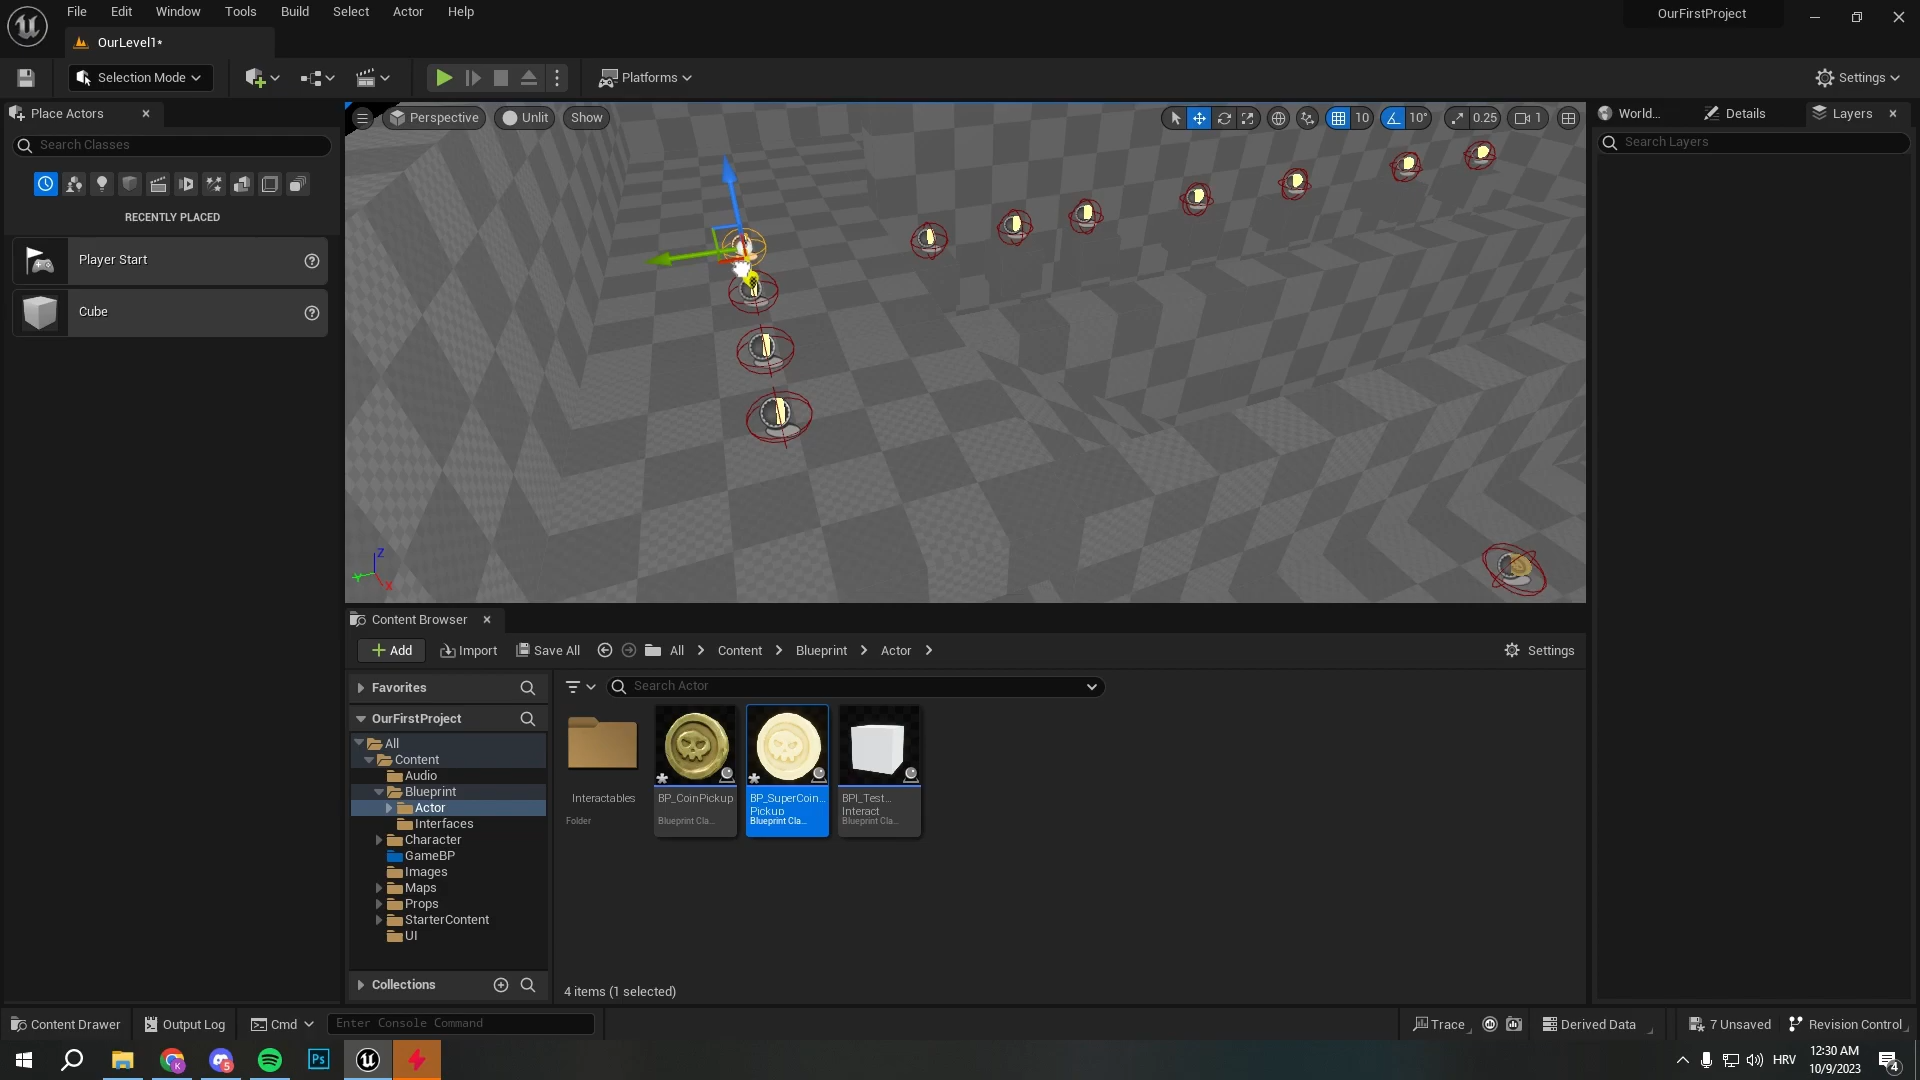 File Edit Window Tools Build Select Actor Help
OurFirstProject
OurLevel1*
Selection Mode
Platforms
Settings
Place Actors
Search Classes
RECENTLY PLACED
Player Start
Cube
Perspective
Unlit
Show
10
10°
0.25
1
Z
Y
X
World...
Details
Layers
Search Layers
Content Browser
Add
Import
Save All
All
Content
Blueprint
Actor
Settings
Favorites
OurFirstProject
All
Content
Audio
Blueprint
Actor
Interfaces
Character
GameBP
Images
Maps
Props
StarterContent
UI
Collections
Search Actor
Interactables
Folder
BP_CoinPickup
Blueprint Cla...
BP_SuperCoin...
Pickup
Blueprint Cla...
BPI_Test...
Interact
Blueprint Cla...
4 items (1 selected)
Content Drawer
Output Log
Cmd
Enter Console Command
Trace
Derived Data
7 Unsaved
Revision Control
K
5
Ps
HRV
12:30 AM
10/9/2023
4